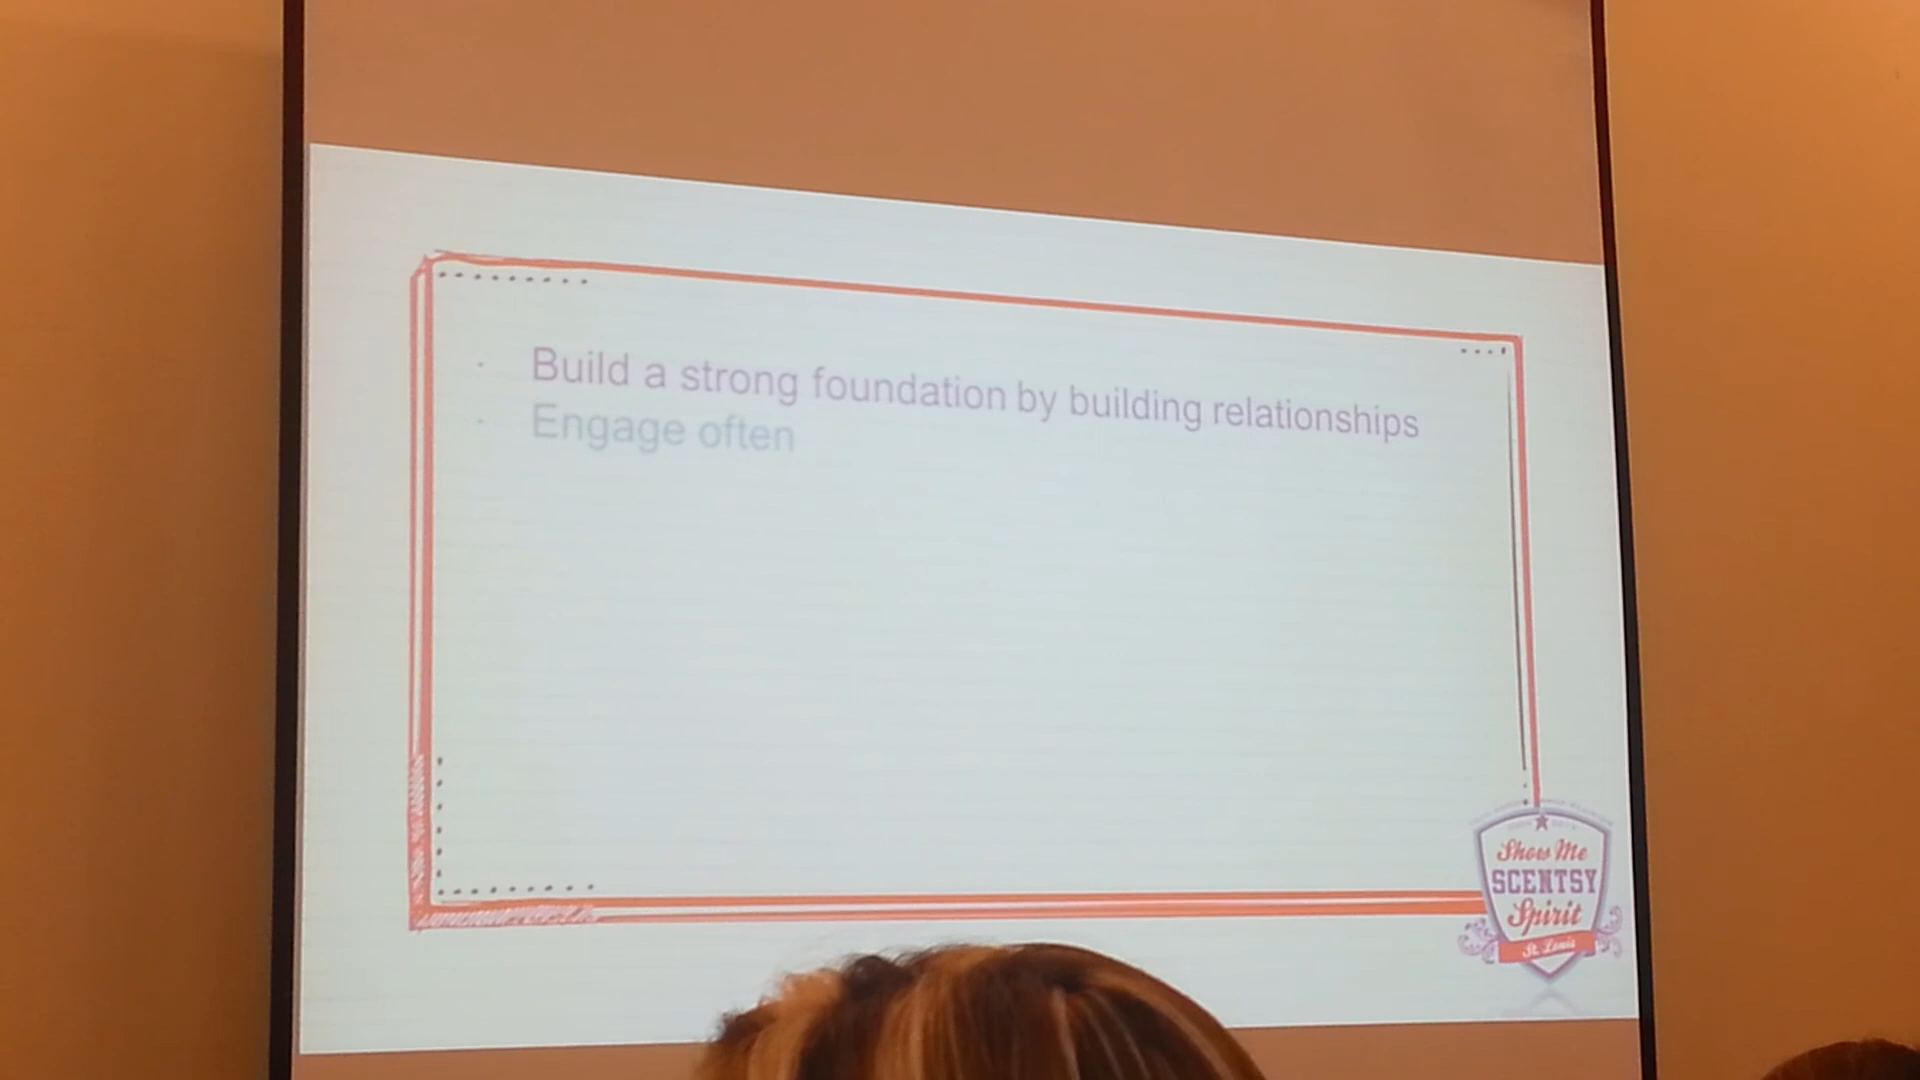 Build a strong foundation by building relationships
Engage often
Show Me
SCENTSY
Spirit
St. Louis